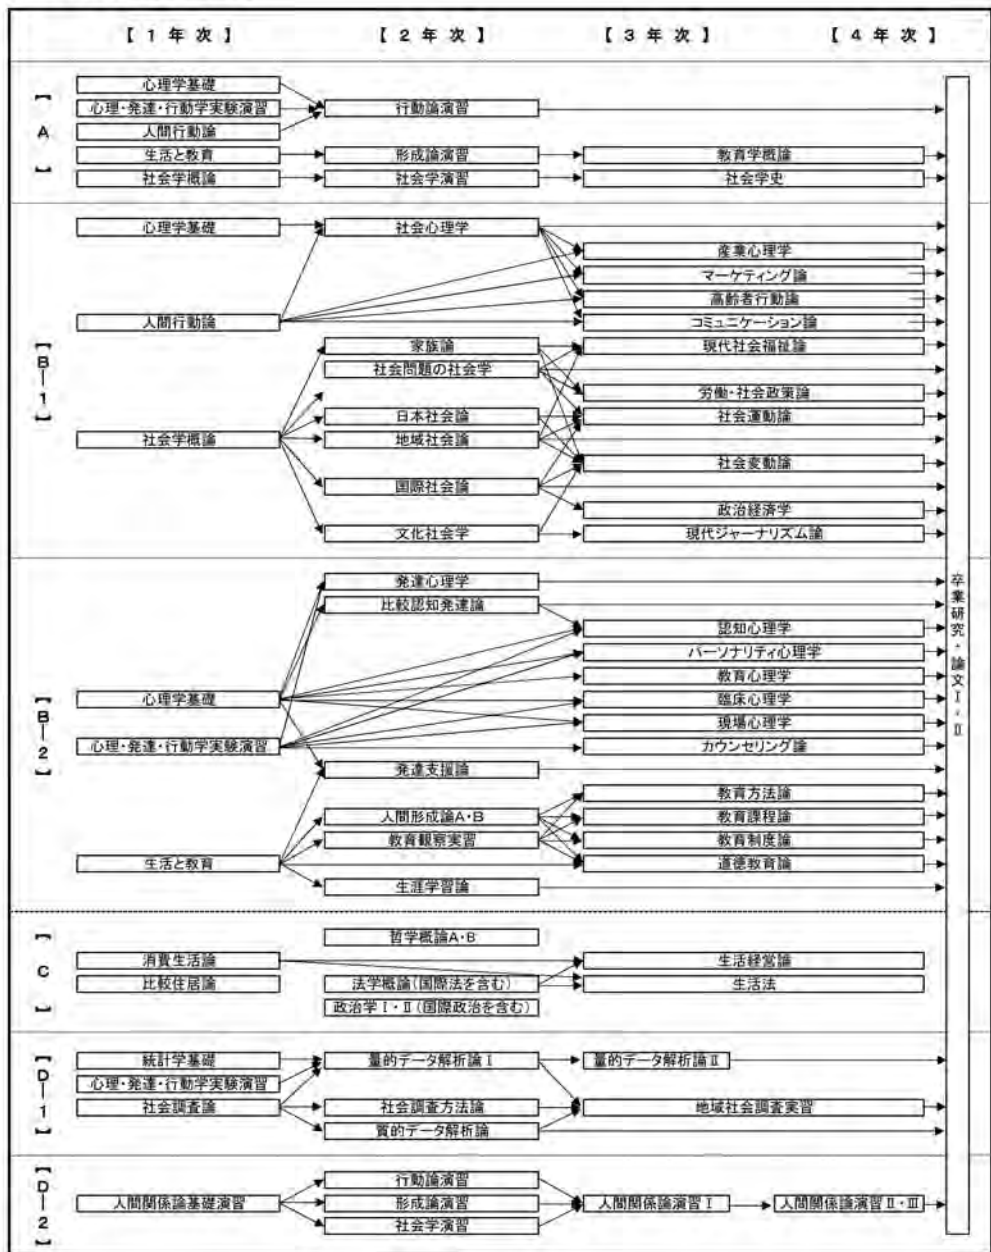 【１年次】 【２年次】 【３年次】 【４年次】
【A】
心理学基礎
心理・発達・行動学実験演習 行動論演習
人間行動論
生活と教育 形成論演習 教育学概論
社会学概論 社会学演習 社会学史
【B－1】
心理学基礎 社会心理学
産業心理学
マーケティング論
高齢者行動論
人間行動論 コミュニケーション論
家族論 現代社会福祉論
社会問題の社会学
労働・社会政策論
日本社会論 社会運動論
社会学概論 地域社会論
社会変動論
国際社会論
政治経済学
文化社会学 現代ジャーナリズム論
【B－2】
発達心理学
比較認知発達論
認知心理学
パーソナリティ心理学
教育心理学
心理学基礎 臨床心理学
現場心理学
心理・発達・行動学実験演習 カウンセリング論
発達支援論
教育方法論
人間形成論A・B 教育課程論
教育観察実習 教育制度論
生活と教育 道徳教育論
生涯学習論
卒業研究・論文Ⅰ・Ⅱ
【C】
哲学概論A・B
消費生活論 生活経営論
比較住居論 法学概論(国際法を含む) 生活法
政治学Ⅰ・Ⅱ(国際政治を含む)
【D－1】
統計学基礎 量的データ解析論Ⅰ 量的データ解析論Ⅱ
心理・発達・行動学実験演習
社会調査論 社会調査方法論 地域社会調査実習
質的データ解析論
【D－2】
行動論演習
人間関係論基礎演習 形成論演習 人間関係論演習Ⅰ 人間関係論演習Ⅱ・Ⅲ
社会学演習